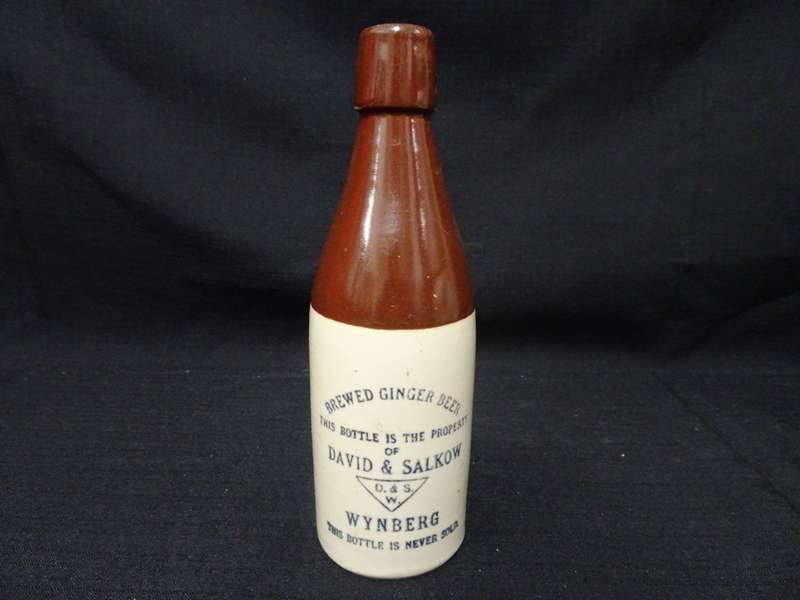 BREWED GINGER BEER
THIS BOTTLE IS THE PROPERTY
OF
DAVID & SALKOW
D. & S.
W.
WYNBERG
THIS BOTTLE IS NEVER SOLD.